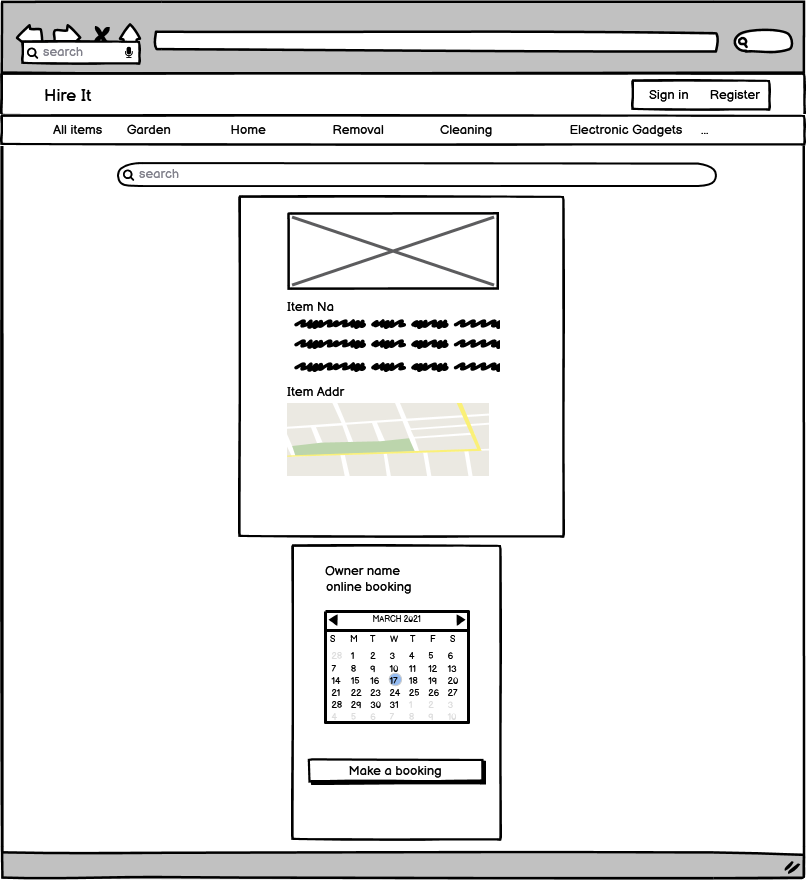 search
Hire It
Sign in Register
All items Garden Home Removal Cleaning Electronic Gadgets ...
search
Item Na
Item Addr
Owner name
online booking
MARCH 2021
S M T W T F S
28 1 2 3 4 5 6
7 8 9 10 11 12 13
14 15 16 17 18 19 20
21 22 23 24 25 26 27
28 29 30 31 1 2 3
4 5 6 7 8 9 10
Make a booking